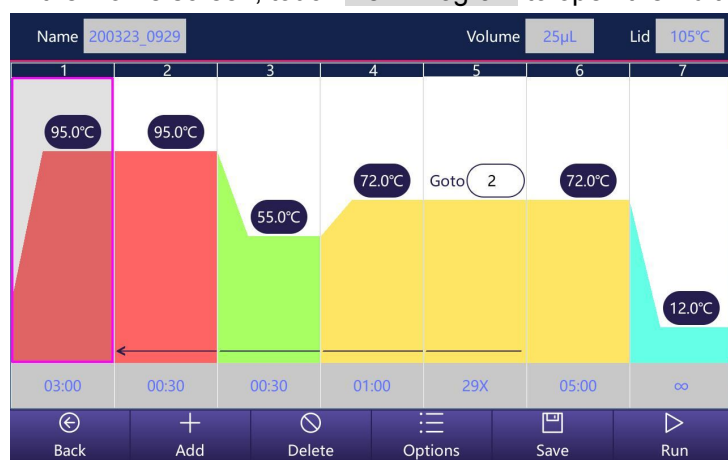 Name 200323_0929 Volume 25µL Lid 105℃
1 2 3 4 5 6 7
95.0℃ 95.0℃
72.0℃ Goto 2 72.0℃
55.0℃
12.0℃
03:00 00:30 00:30 01:00 29X 05:00 ∞
Back Add Delete Options Save Run